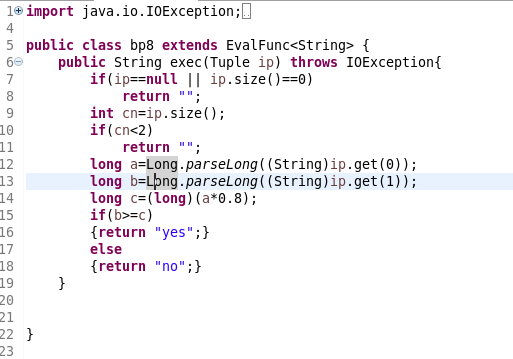 1 import java.io.IOException;
4
5 public class bp8 extends EvalFunc<String> {
6 public String exec(Tuple ip) throws IOException{
7 if(ip==null || ip.size()==0)
8 return "";
9 int cn=ip.size();
10 if(cn<2)
11 return "";
12 long a=Long.parseLong((String)ip.get(0));
13 long b=Long.parseLong((String)ip.get(1));
14 long c=(long)(a*0.8);
15 if(b>=c)
16 {return "yes";}
17 else
18 {return "no";}
19 }
20
21
22 }
23